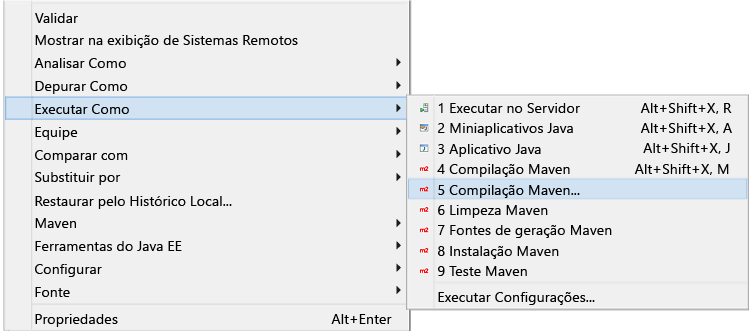 Validar
Mostrar na exibição de Sistemas Remotos
Analisar Como
Depurar Como
Executar Como
Equipe
Comparar com
Substituir por
Restaurar pelo Histórico Local...
Maven
Ferramentas do Java EE
Configurar
Fonte
Propriedades Alt+Enter
1 Executar no Servidor Alt+Shift+X, R
2 Miniaplicativos Java Alt+Shift+X, A
3 Aplicativo Java Alt+Shift+X, J
m2 4 Compilação Maven Alt+Shift+X, M
m2 5 Compilação Maven...
m2 6 Limpeza Maven
m2 7 Fontes de geração Maven
m2 8 Instalação Maven
m2 9 Teste Maven
Executar Configurações...